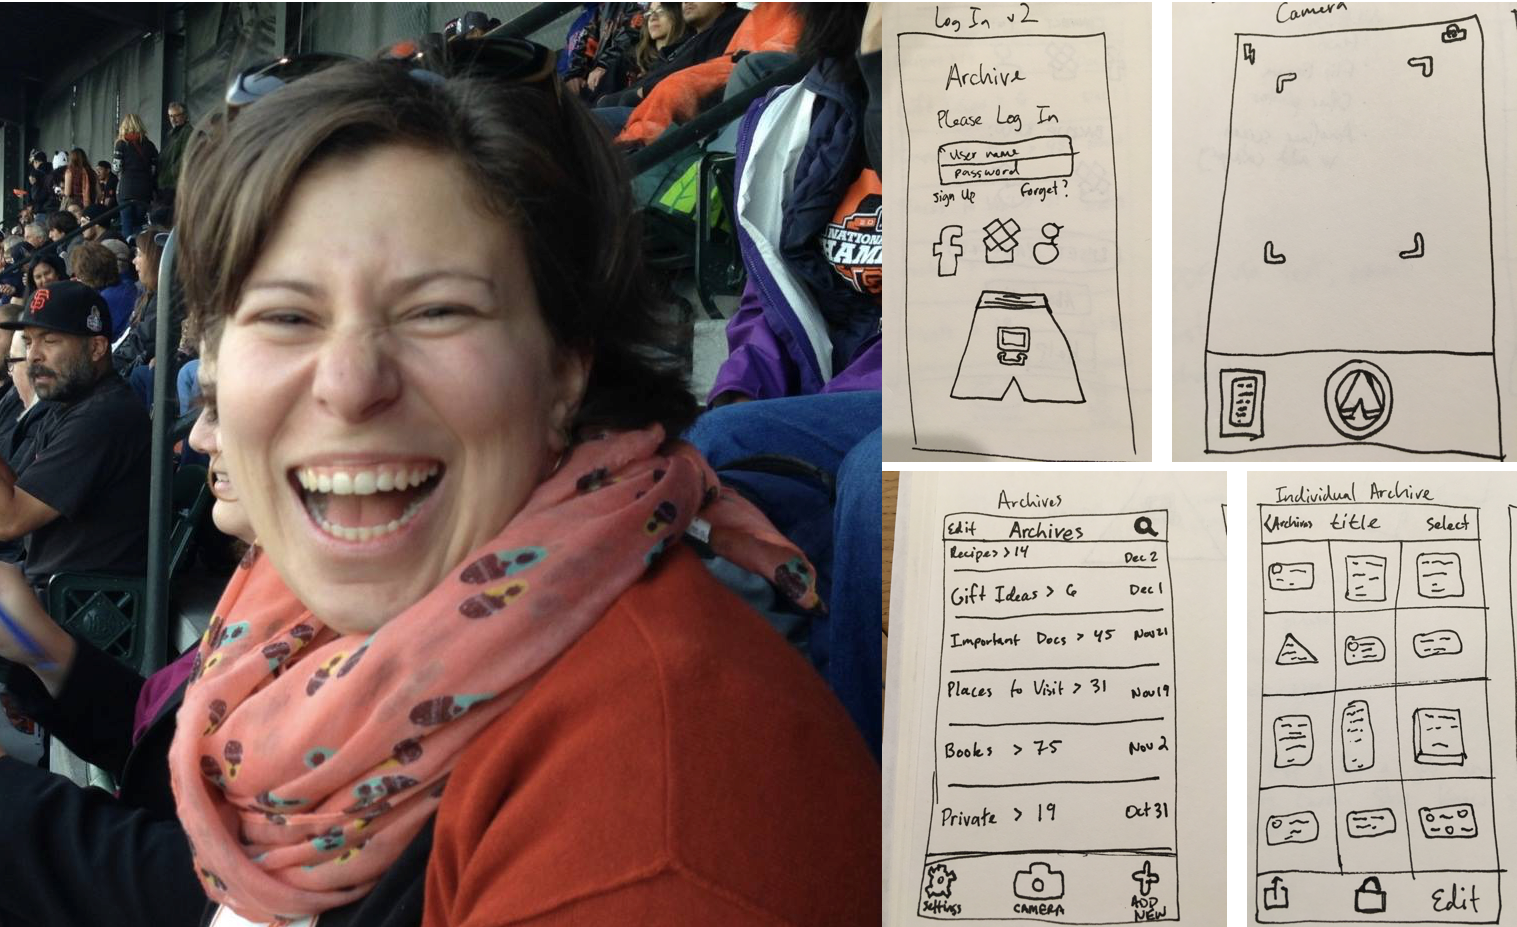 NATIONAL
Log In v2
Archive
Please Log In
User name
password
Sign Up
Forget?
Camera
Archives
Edit
Archives
Recipes > 14
Dec 2
Gift Ideas > 6
Dec 1
Important Docs > 45
Nov 21
Places to Visit > 31
Nov 19
Books > 75
Nov 2
Private > 19
Oct 31
Settings
CAMERA
ADD
NEW
Individual Archive
<Archives
title
Select
Edit